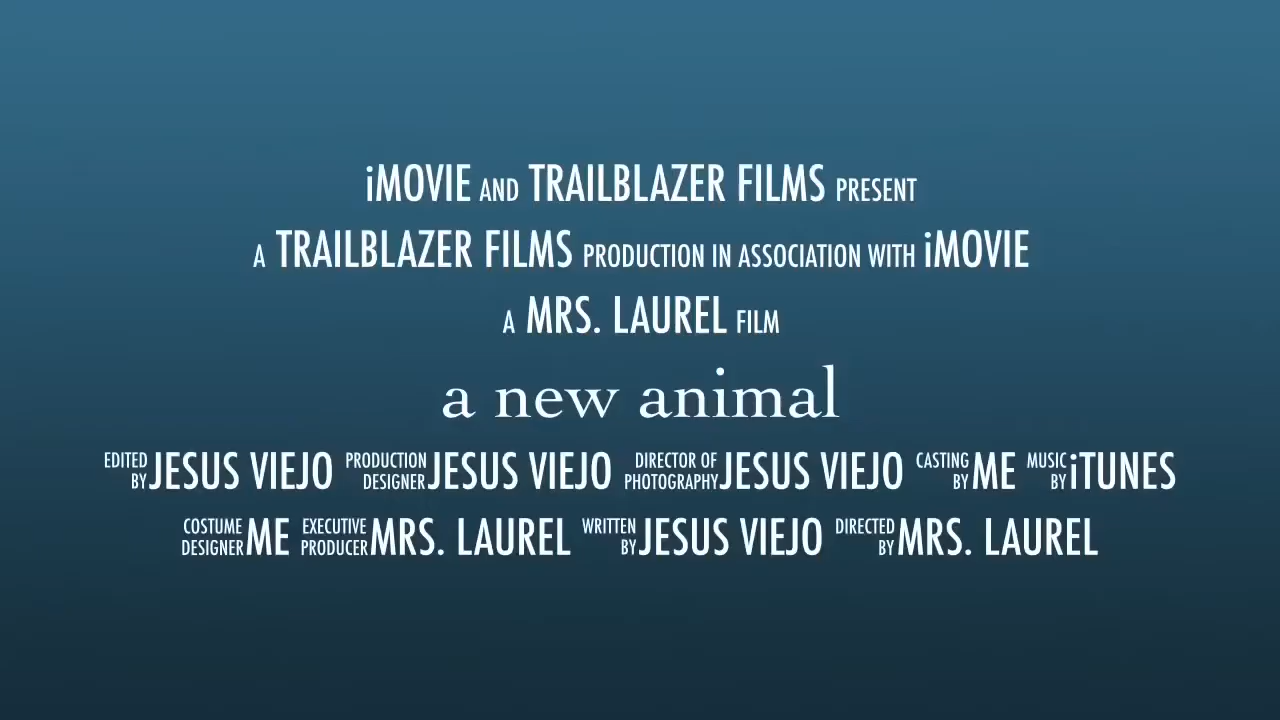 iMOVIE AND TRAILBLAZER FILMS PRESENT
A TRAILBLAZER FILMS PRODUCTION IN ASSOCIATION WITH iMOVIE
A MRS. LAUREL FILM
a new animal
EDITED BY JESUS VIEJO PRODUCTION DESIGNER JESUS VIEJO DIRECTOR OF PHOTOGRAPHY JESUS VIEJO CASTING BY ME MUSIC BY iTUNES
COSTUME DESIGNER ME EXECUTIVE PRODUCER MRS. LAUREL WRITTEN BY JESUS VIEJO DIRECTED BY MRS. LAUREL